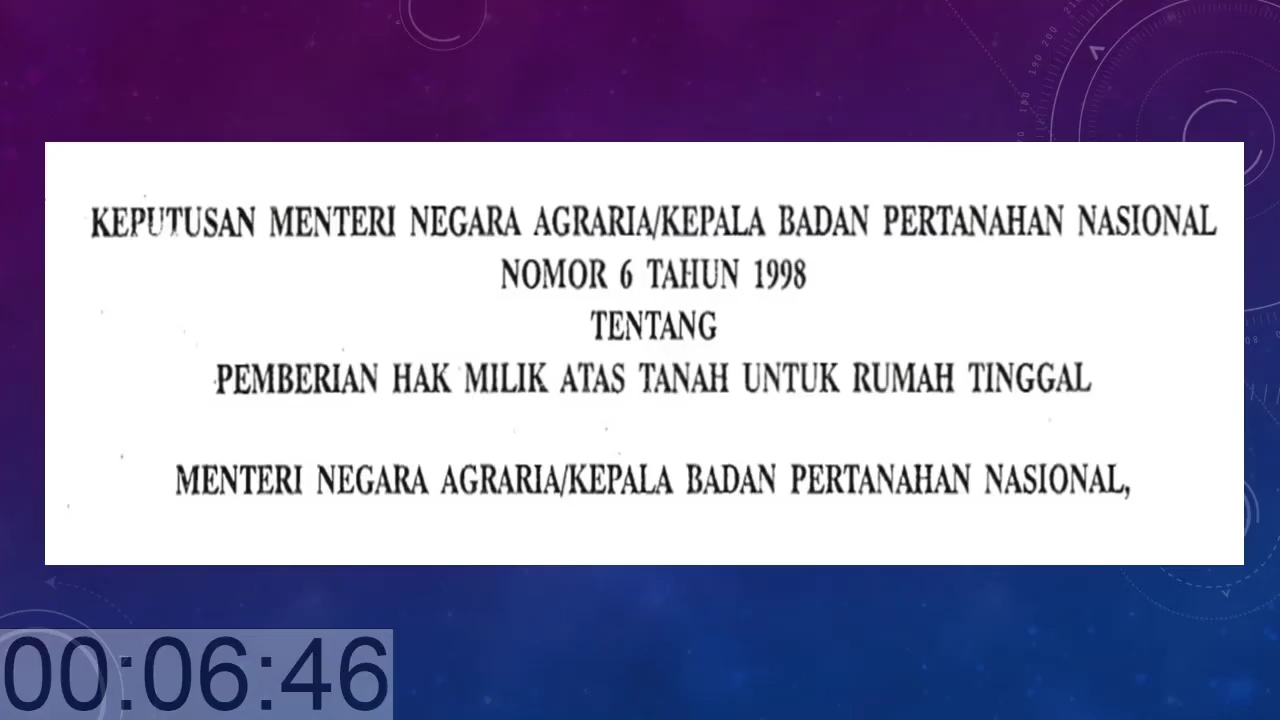 KEPUTUSAN MENTERI NEGARA AGRARIA/KEPALA BADAN PERTANAHAN NASIONAL
NOMOR 6 TAHUN 1998
TENTANG
PEMBERIAN HAK MILIK ATAS TANAH UNTUK RUMAH TINGGAL
MENTERI NEGARA AGRARIA/KEPALA BADAN PERTANAHAN NASIONAL,
00:06:46